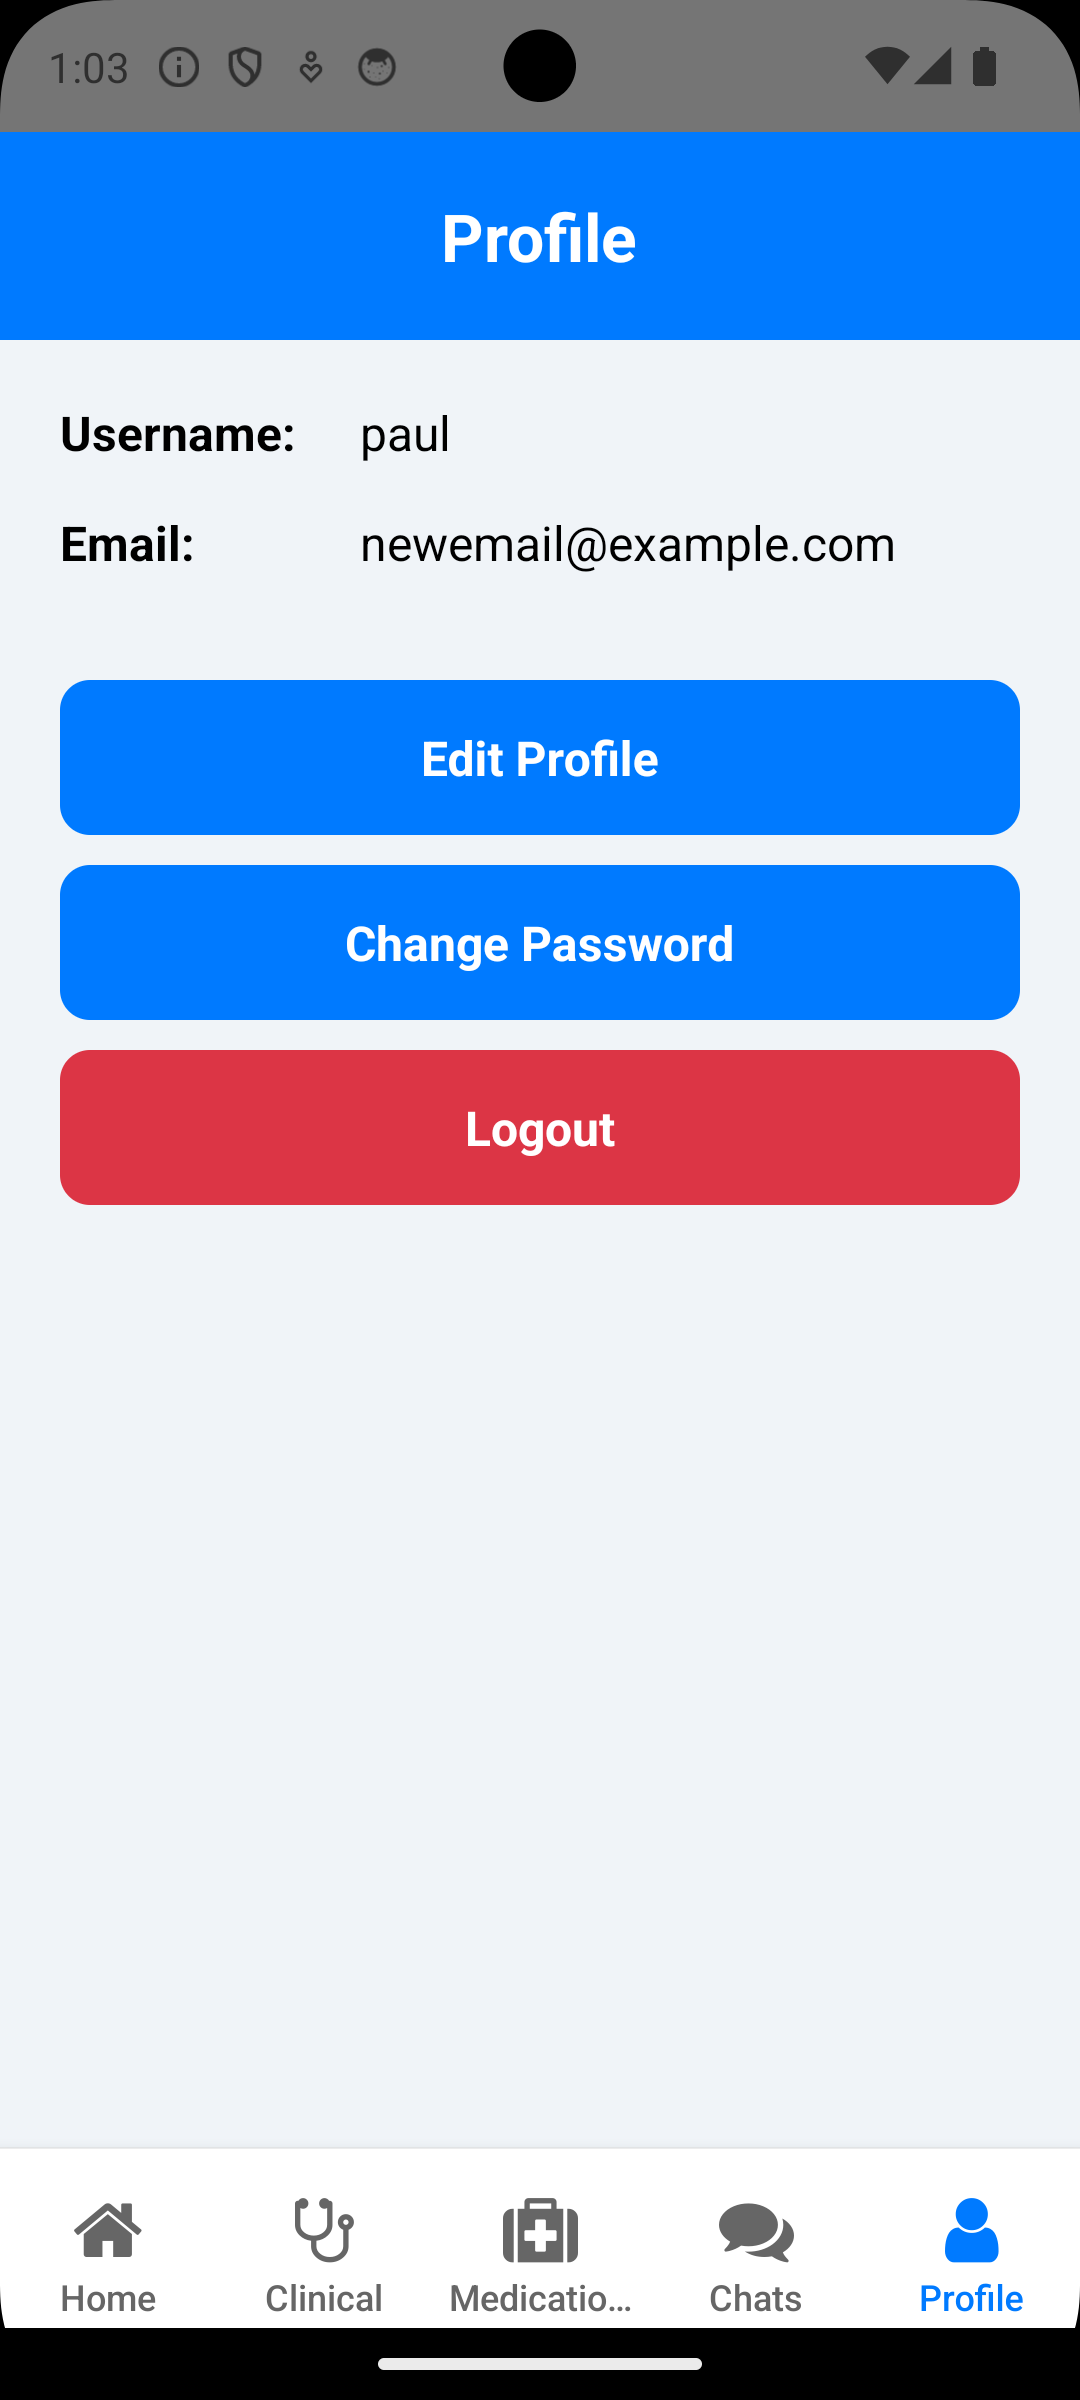 1:03
Profile
Username: paul
Email: newemail@example.com
Edit Profile
Change Password
Logout
Home Clinical Medicatio... Chats Profile